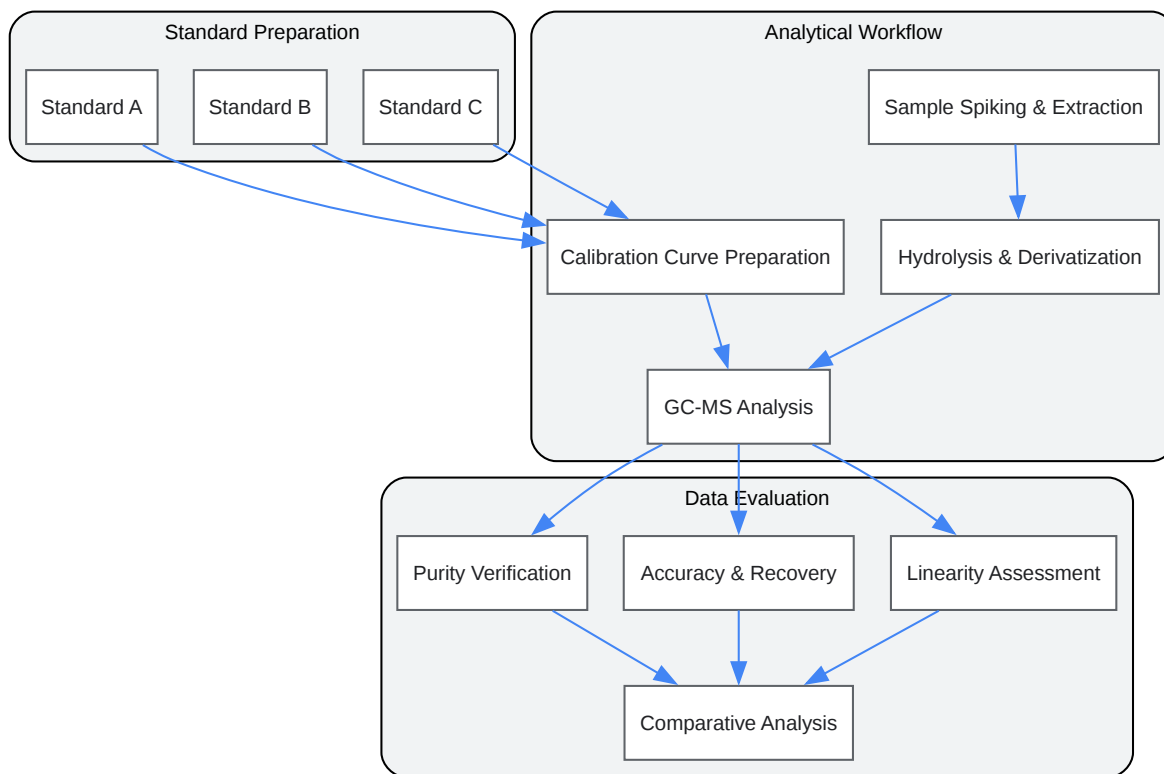 Standard Preparation
Standard A
Standard B
Standard C
Analytical Workflow
Sample Spiking & Extraction
Calibration Curve Preparation
Hydrolysis & Derivatization
GC-MS Analysis
Data Evaluation
Purity Verification
Accuracy & Recovery
Linearity Assessment
Comparative Analysis